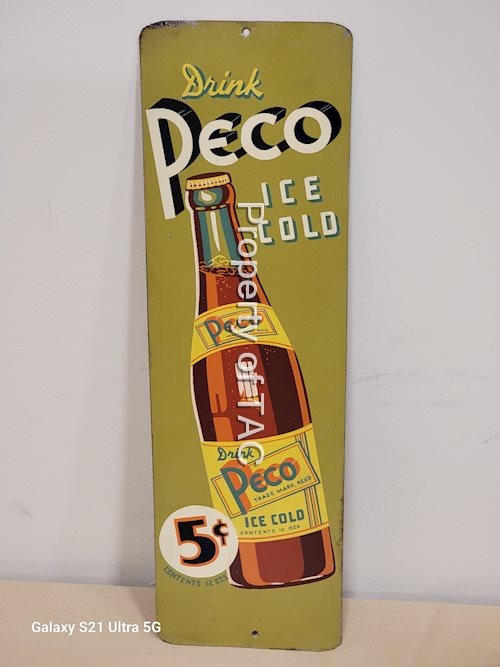 Drink
PECO
ICE
COLD
Property of TAC
Peco
Drink
PECO
TRADE MARK REGD
ICE COLD
CONTENTS 12 OZS
5¢
CONTENTS 12 OZS
Galaxy S21 Ultra 5G